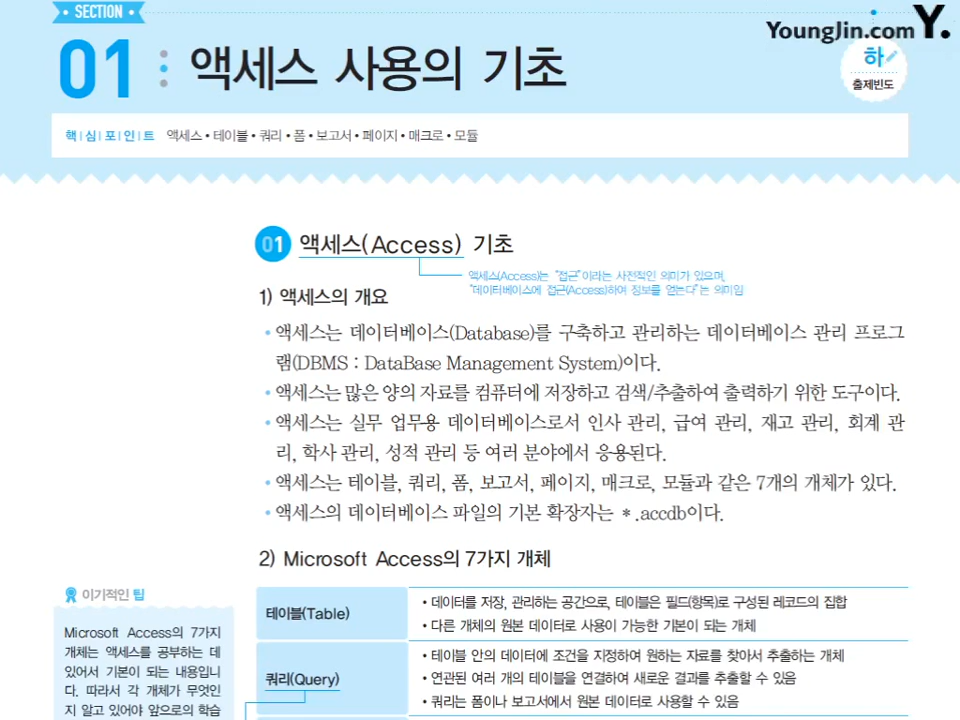 SECTION
YoungJin.com Y.
01 액세스 사용의 기초
하
출제빈도
핵|심|포|인|트 액세스 • 테이블 • 쿼리 • 폼 • 보고서 • 페이지 • 매크로 • 모듈
01 액세스(Access) 기초
액세스(Access)는 "접근"이라는 사전적인 의미가 있으며,
"데이터베이스에 접근(Access)하여 정보를 얻는다"는 의미임
1) 액세스의 개요
• 액세스는 데이터베이스(Database)를 구축하고 관리하는 데이터베이스 관리 프로그
램(DBMS : DataBase Management System)이다.
• 액세스는 많은 양의 자료를 컴퓨터에 저장하고 검색/추출하여 출력하기 위한 도구이다.
• 액세스는 실무 업무용 데이터베이스로서 인사 관리, 급여 관리, 재고 관리, 회계 관
리, 학사 관리, 성적 관리 등 여러 분야에서 응용된다.
• 액세스는 테이블, 쿼리, 폼, 보고서, 페이지, 매크로, 모듈과 같은 7개의 개체가 있다.
• 액세스의 데이터베이스 파일의 기본 확장자는 *.accdb이다.
2) Microsoft Access의 7가지 개체
이기적인 팁
Microsoft Access의 7가지
개체는 액세스를 공부하는 데
있어서 기본이 되는 내용입니
다. 따라서 각 개체가 무엇인
지 알고 있어야 앞으로의 학습
테이블(Table)
• 데이터를 저장, 관리하는 공간으로, 테이블은 필드(항목)로 구성된 레코드의 집합
• 다른 개체의 원본 데이터로 사용이 가능한 기본이 되는 개체
쿼리(Query)
• 테이블 안의 데이터에 조건을 지정하여 원하는 자료를 찾아서 추출하는 개체
• 연관된 여러 개의 테이블을 연결하여 새로운 결과를 추출할 수 있음
• 쿼리는 폼이나 보고서에서 원본 데이터로 사용할 수 있음